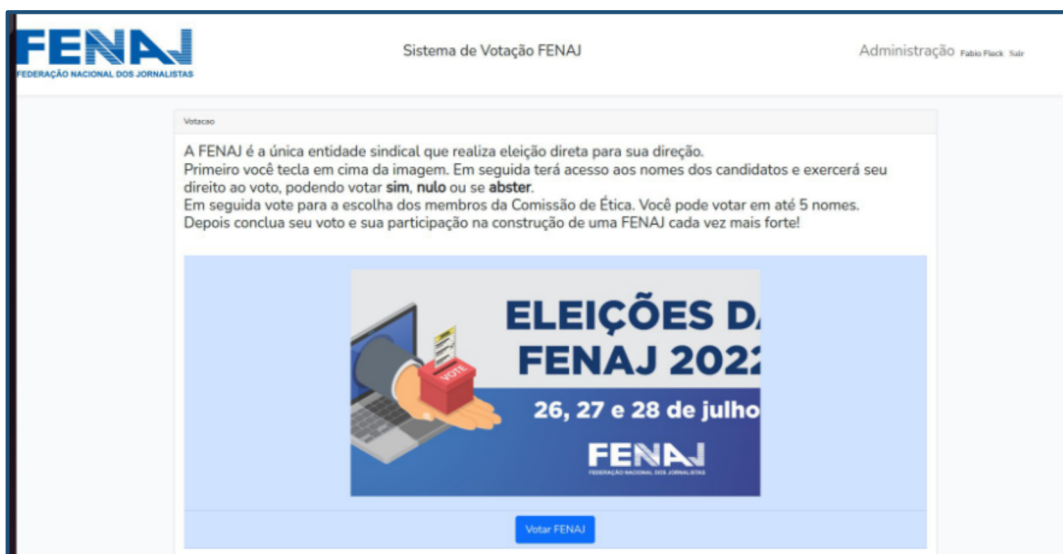 FENAJ
FEDERAÇÃO NACIONAL DOS JORNALISTAS
Sistema de Votação FENAJ
Administração Fabio Fleck Sair
Votacao
A FENAJ é a única entidade sindical que realiza eleição direta para sua direção.
Primeiro você tecla em cima da imagem. Em seguida terá acesso aos nomes dos candidatos e exercerá seu
direito ao voto, podendo votar sim, nulo ou se abster.
Em seguida vote para a escolha dos membros da Comissão de Ética. Você pode votar em até 5 nomes.
Depois conclua seu voto e sua participação na construção de uma FENAJ cada vez mais forte!
ELEIÇÕES DA
FENAJ 2022
26, 27 e 28 de julho
VOTE
FENAJ
FEDERAÇÃO NACIONAL DOS JORNALISTAS
Votar FENAJ